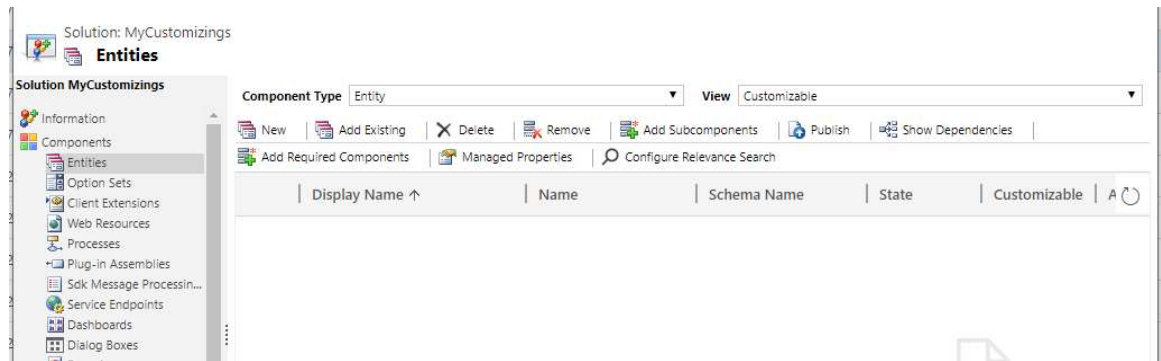 Solution: MyCustomizings
Entities
Solution MyCustomizings
Information
Components
Entities
Option Sets
Client Extensions
Web Resources
Processes
Plug-in Assemblies
Sdk Message Processin...
Service Endpoints
Dashboards
Dialog Boxes
Component Type Entity View Customizable
New Add Existing Delete Remove Add Subcomponents Publish Show Dependencies
Add Required Components Managed Properties Configure Relevance Search
Display Name ↑ Name Schema Name State Customizable A